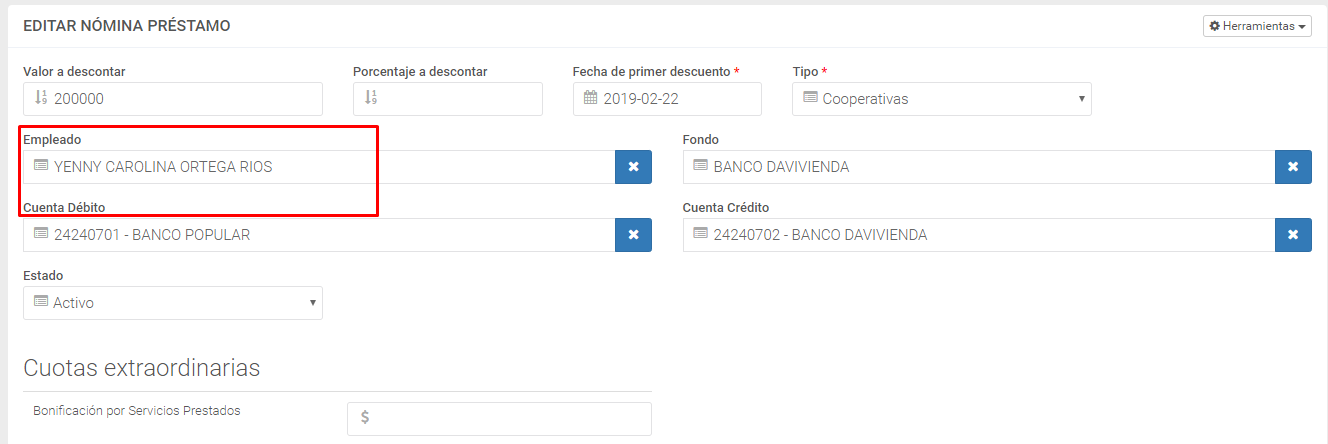 EDITAR NÓMINA PRÉSTAMO Herramientas
Valor a descontar Porcentaje a descontar Fecha de primer descuento * Tipo *
200000 2019-02-22 Cooperativas
Empleado Fondo
YENNY CAROLINA ORTEGA RIOS BANCO DAVIVIENDA
Cuenta Débito Cuenta Crédito
24240701 - BANCO POPULAR 24240702 - BANCO DAVIVIENDA
Estado
Activo
Cuotas extraordinarias
Bonificación por Servicios Prestados $